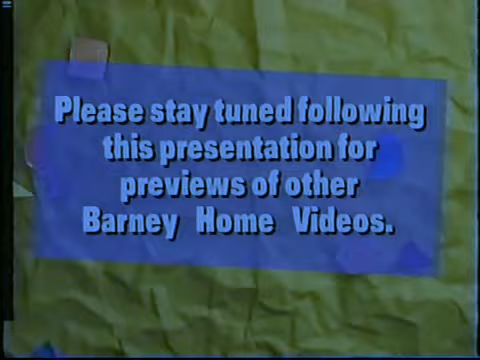 Please stay tuned following
this presentation for
previews of other
Barney Home Videos.